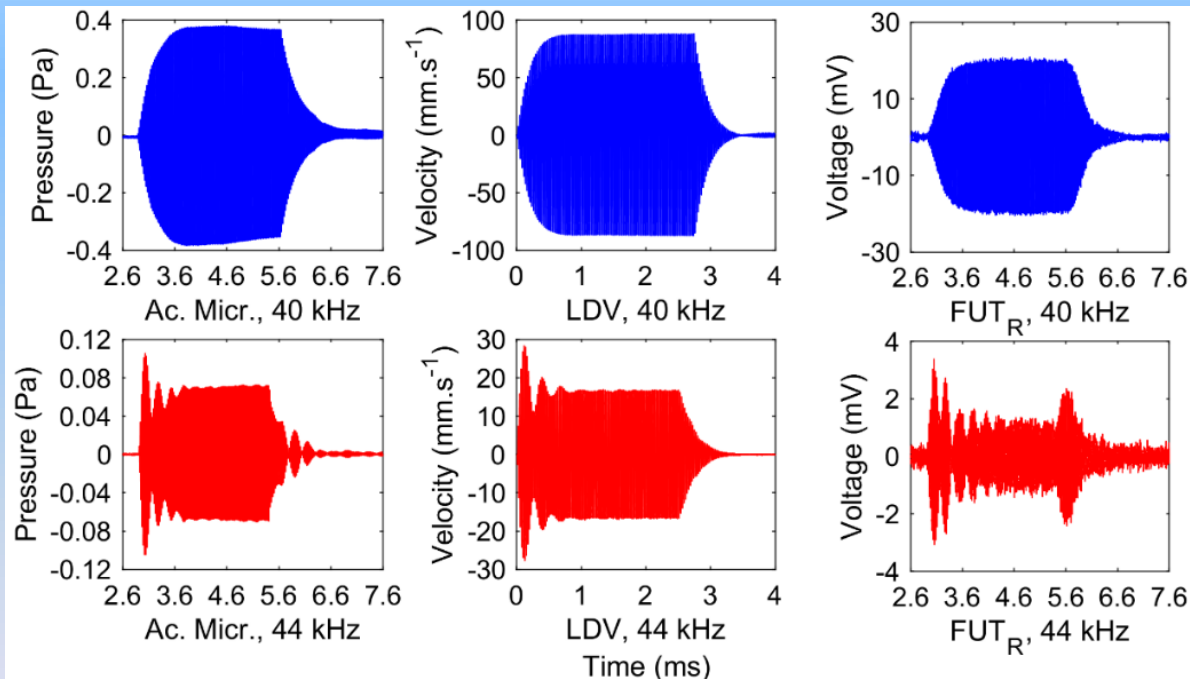 Pressure (Pa)
0.4
0.2
0
-0.2
-0.4
2.6 3.6 4.6 5.6 6.6 7.6
Ac. Micr., 40 kHz
Velocity (mm.s-1)
100
50
0
-50
-100
0 1 2 3 4
LDV, 40 kHz
Voltage (mV)
30
10
-10
-30
2.6 3.6 4.6 5.6 6.6 7.6
FUTR, 40 kHz
Pressure (Pa)
0.12
0.08
0.04
0
-0.04
-0.08
-0.12
2.6 3.6 4.6 5.6 6.6 7.6
Ac. Micr., 44 kHz
Velocity (mm.s-1)
30
20
10
0
-10
-20
-30
0 1 2 3 4
LDV, 44 kHz
Time (ms)
Voltage (mV)
4
2
0
-2
-4
2.6 3.6 4.6 5.6 6.6 7.6
FUTR, 44 kHz